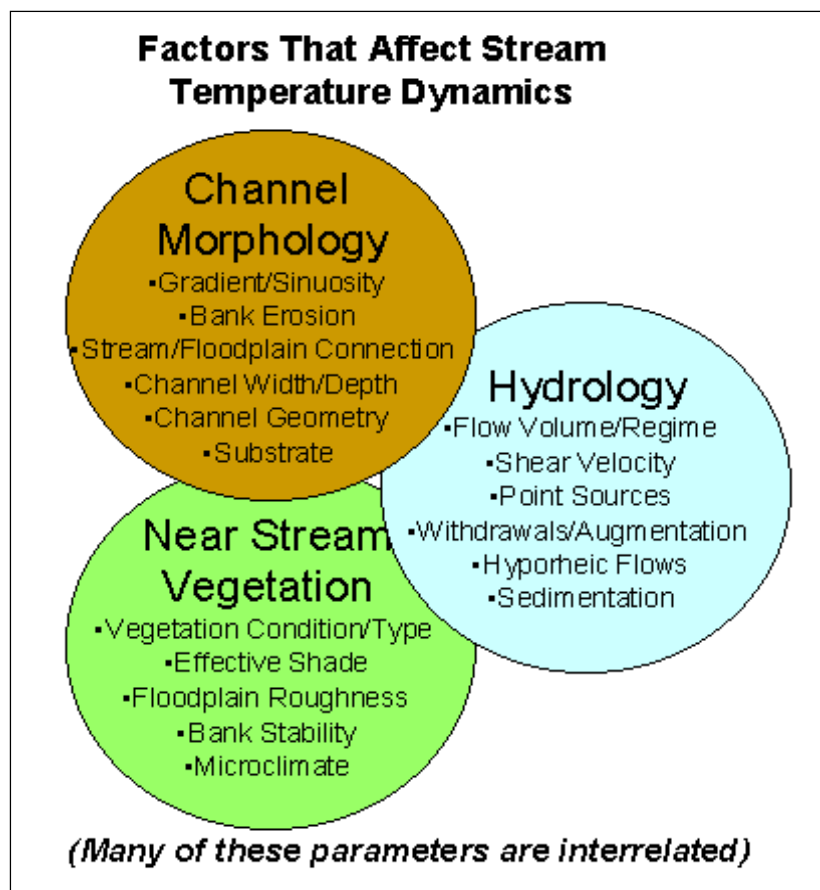 Factors That Affect Stream
Temperature Dynamics
Channel
Morphology
▪Gradient/Sinuosity
▪Bank Erosion
▪Stream/Floodplain Connection
▪Channel Width/Depth
▪Channel Geometry
▪Substrate
Hydrology
▪Flow Volume/Regime
▪Shear Velocity
▪Point Sources
▪Withdrawals/Augmentation
▪Hyporheic Flows
▪Sedimentation
Near Stream
Vegetation
▪Vegetation Condition/Type
▪Effective Shade
▪Floodplain Roughness
▪Bank Stability
▪Microclimate
(Many of these parameters are interrelated)